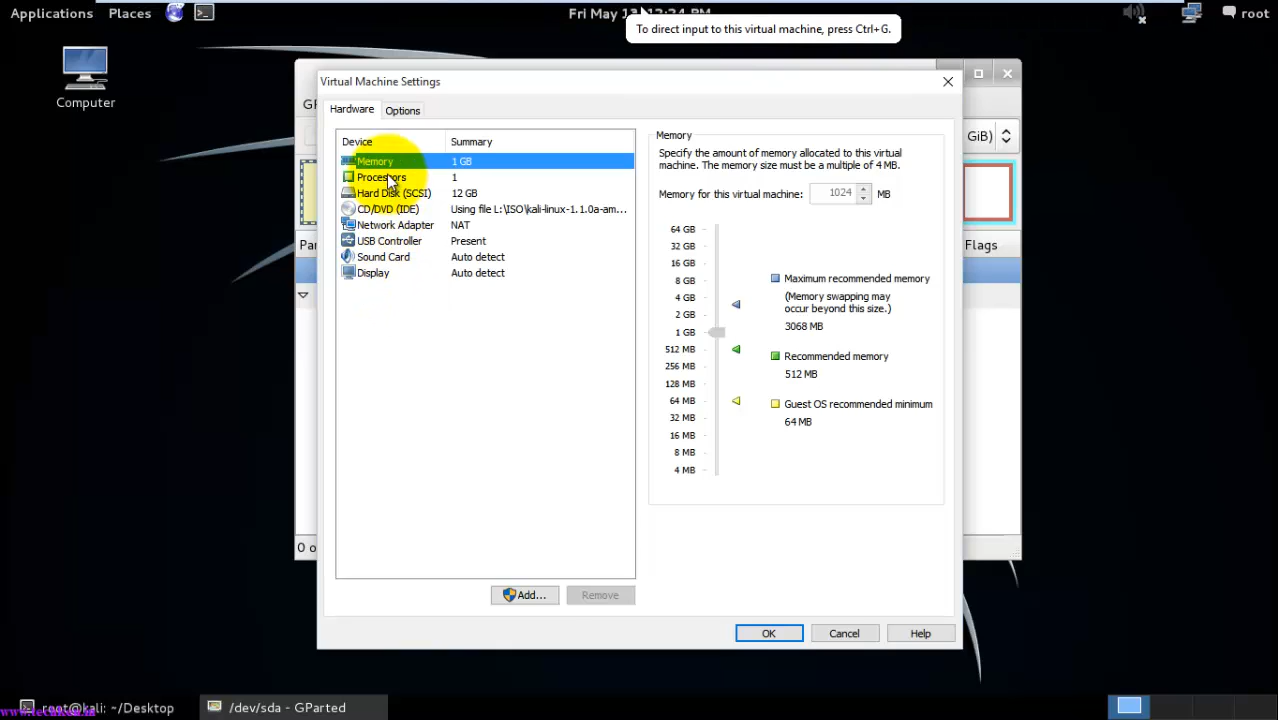 Applications Places Fri May 13, 12:24 PM root
To direct input to this virtual machine, press Ctrl+G.
Computer
GP
Virtual Machine Settings
Hardware Options
GiB)
Device Summary
Memory 1 GB
Processors 1
Hard Disk (SCSI) 12 GB
CD/DVD (IDE) Using file L:\ISO\kali-linux-1.1.0a-am...
Network Adapter NAT
USB Controller Present
Sound Card Auto detect
Display Auto detect
Par
Flags
Memory
Specify the amount of memory allocated to this virtual
machine. The memory size must be a multiple of 4 MB.
Memory for this virtual machine: 1024 MB
64 GB
32 GB
16 GB
8 GB
4 GB
2 GB
1 GB
512 MB
256 MB
128 MB
64 MB
32 MB
16 MB
8 MB
4 MB
Maximum recommended memory
(Memory swapping may
occur beyond this size.)
3068 MB
Recommended memory
512 MB
Guest OS recommended minimum
64 MB
0 o
Add... Remove
OK Cancel Help
root@kali: ~/Desktop /dev/sda - GParted